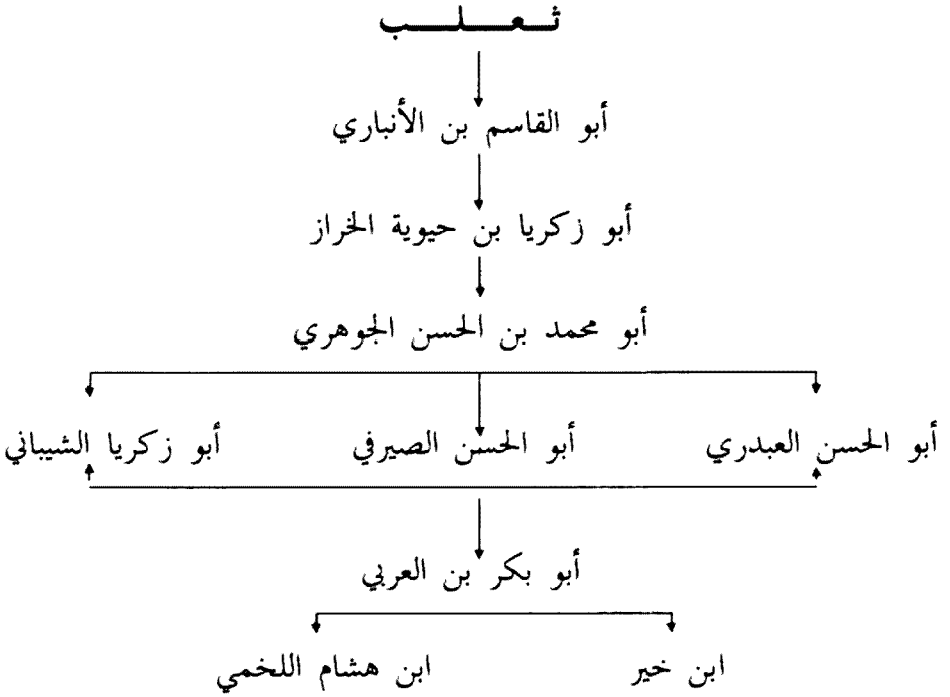 ثعلب
أبو القاسم بن الأنباري
أبو زكريا بن حيوية الخراز
أبو محمد بن الحسن الجوهري
أبو الحسن العبدري أبو الحسن الصيرفي أبو زكريا الشيباني
أبو بكر بن العربي
ابن خير ابن هشام اللخمي